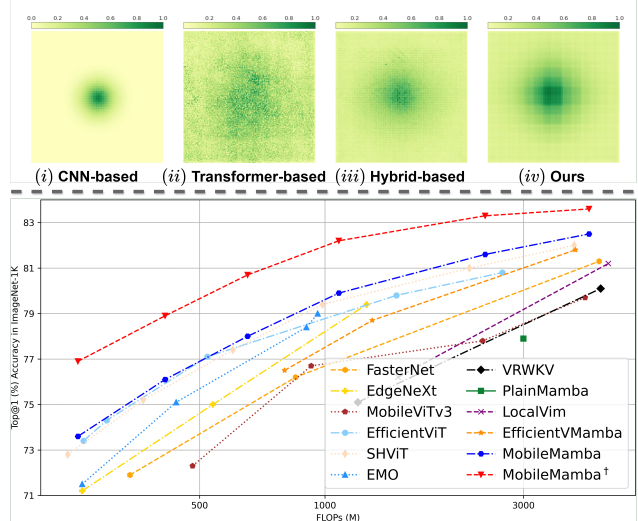 0.2 0.4 0.6 0.8 1.0
0.2 0.4 0.6 0.8 1.0
0.2 0.4 0.6 0.8 1.0
0.2 0.4 0.6 0.8 1.0
(i) CNN-based
(ii) Transformer-based
(iii) Hybrid-based
(iv) Ours
Top@1 (%) Accuracy in ImageNet-1K
83
81
79
77
75
73
71
FasterNet
EdgeNeXt
MobileViTv3
EfficientViT
SHViT
EMO
VRWKV
PlainMamba
LocalVim
EfficientVMamba
MobileMamba
MobileMamba†
500 1000 3000
FLOPs (M)